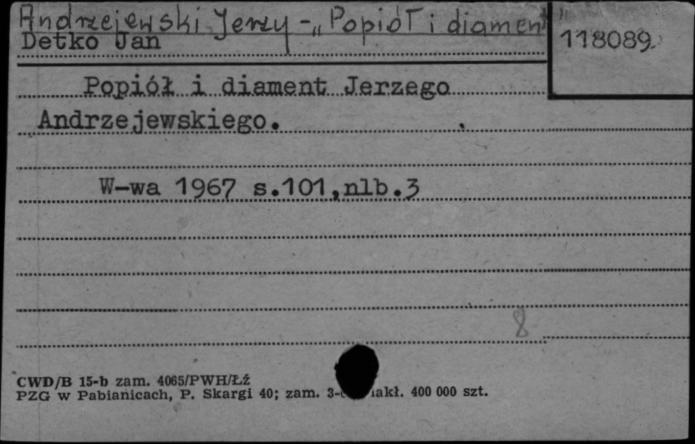 Andrzejewski Jerzy - „Popiół i diament"
118089.
Detko Jan
Popiół i diament Jerzego
Andrzejewskiego.
W-wa 1967 s.101,nlb.3
8
CWD/B 15-b zam. 4065/PWH/Łź
PZG w Pabianicach, P. Skargi 40; zam. nakł. 400 000 szt.